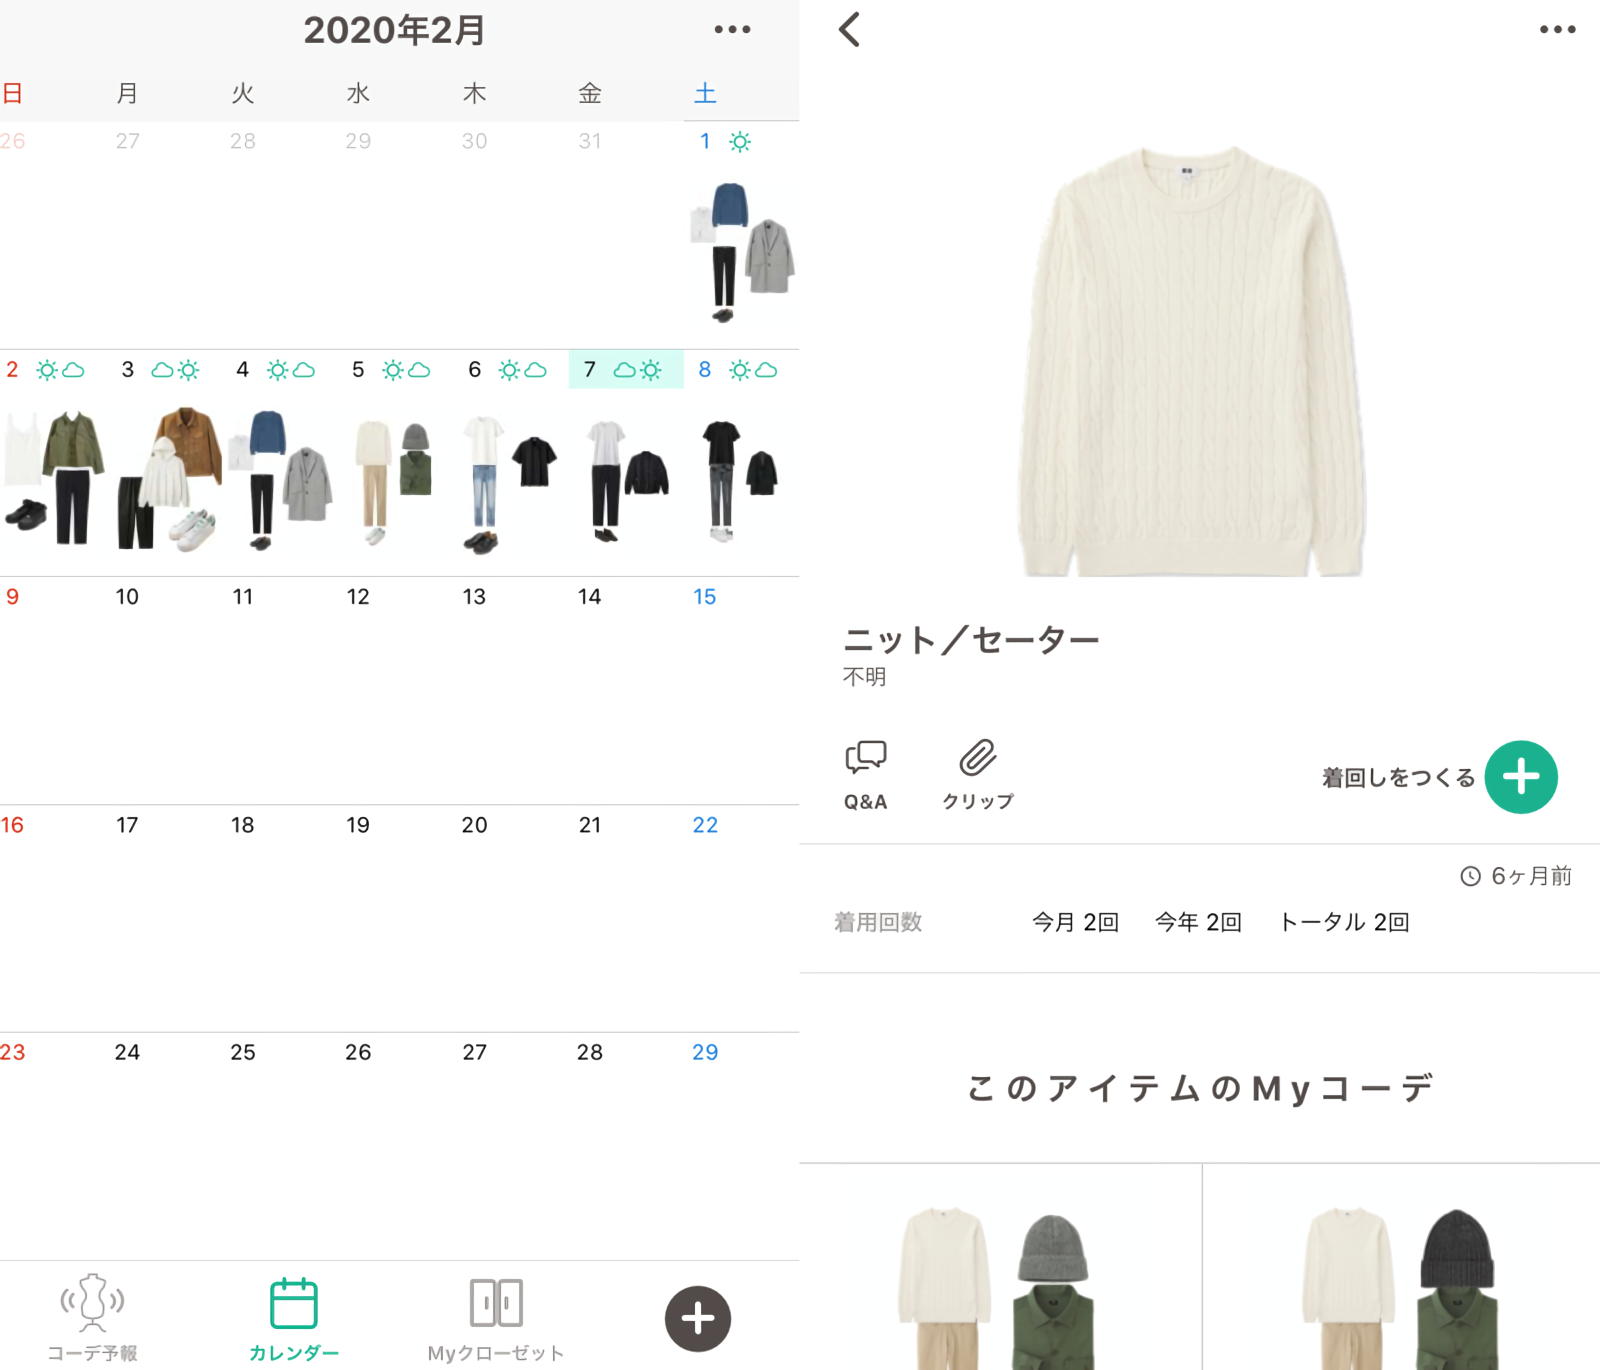 2020年2月
日 月 火 水 木 金 土
26 27 28 29 30 31 1
2 3 4 5 6 7 8
9 10 11 12 13 14 15
16 17 18 19 20 21 22
23 24 25 26 27 28 29
コーデ予報 カレンダー Myクローゼット
ニット／セーター
不明
Q&A クリップ 着回しをつくる
6ヶ月前
着用回数 今月 2回 今年 2回 トータル 2回
このアイテムのMyコーデ